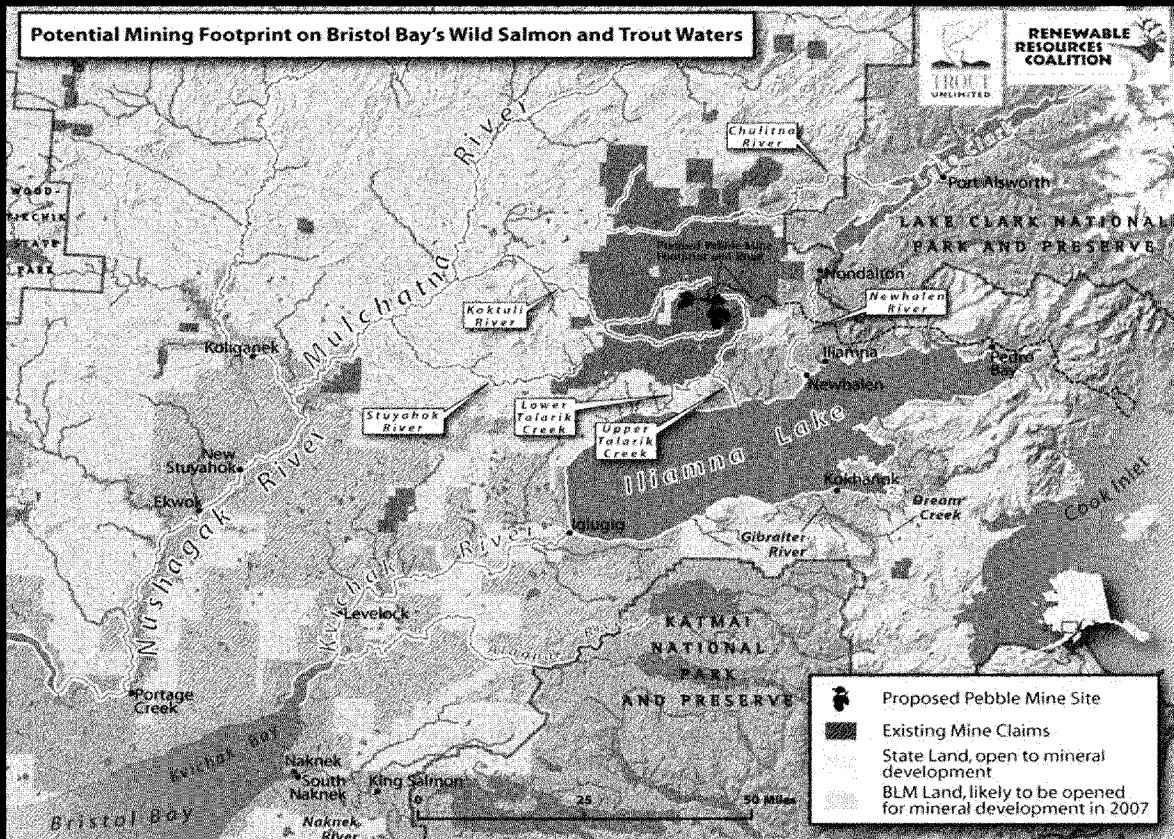 Potential Mining Footprint on Bristol Bay's Wild Salmon and Trout Waters
TROUT
UNLIMITED
RENEWABLE
RESOURCES
COALITION
Chulitna
River
Port Alsworth
WOOD-
TIKCHIK
STATE
PARK
LAKE CLARK NATIONAL
PARK AND PRESERVE
Mulchatna River
Proposed Pebble Mine
Footprint and Road
Nondalton
Koktuli
River
Newhalen
River
Koliganek
Iliamna
Pedro
Bay
Newhalen
Stuyahok
River
Lower
Talarik
Creek
Upper
Talarik
Creek
Iliamna Lake
New
Stuyahok
Ekwok
Nushagak River
Kokhanok
Dream
Creek
Cook Inlet
Igiugig
Gibralter
River
Kvichak River
Levelock
KATMAI
NATIONAL
PARK
AND PRESERVE
Portage
Creek
Kvichak Bay
Naknek
South
Naknek
King Salmon
Naknek
River
Bristol Bay
0 25 50 Miles
Proposed Pebble Mine Site
Existing Mine Claims
State Land, open to mineral
development
BLM Land, likely to be opened
for mineral development in 2007